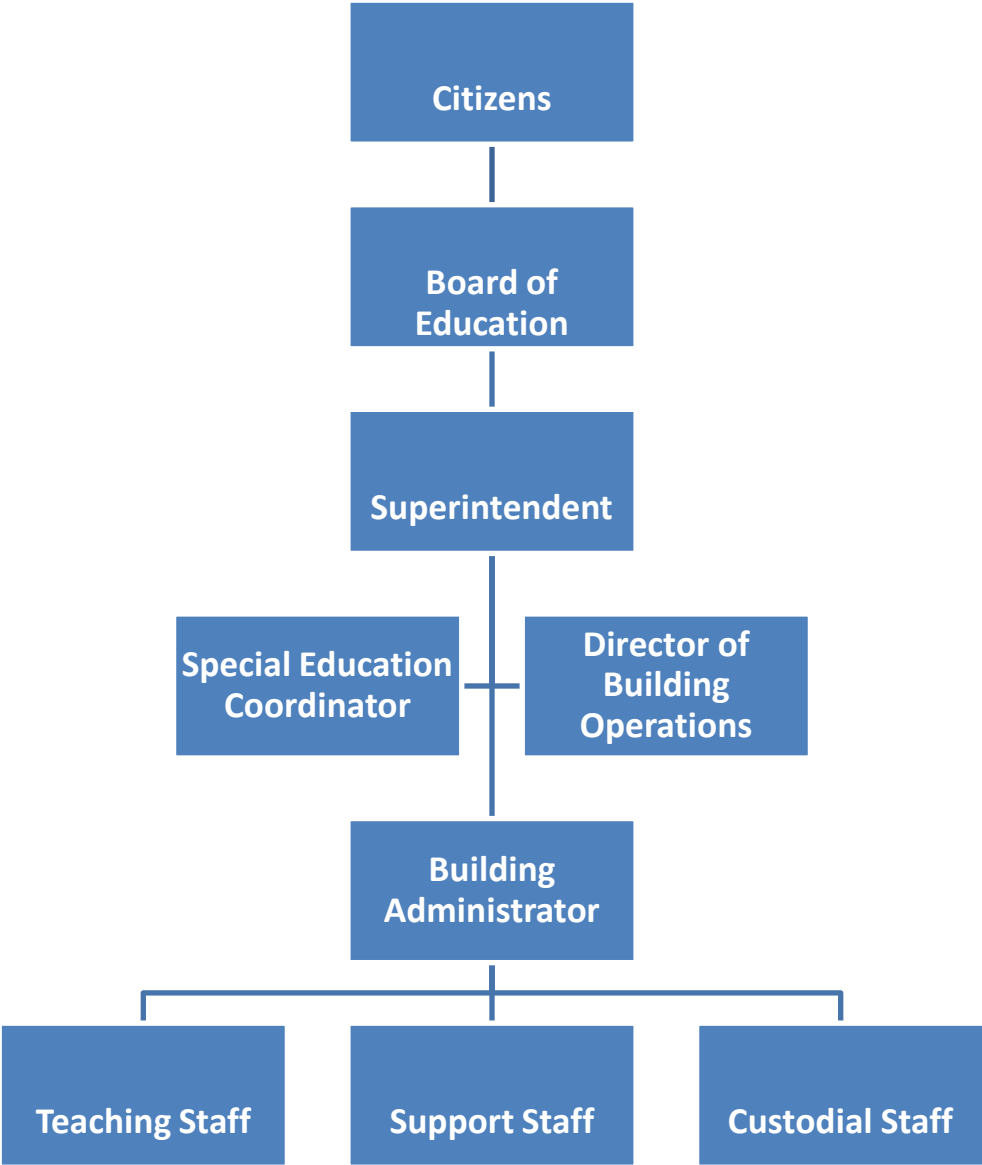 Citizens
Board of
Education
Superintendent
Special Education
Coordinator
Director of
Building
Operations
Building
Administrator
Teaching Staff
Support Staff
Custodial Staff